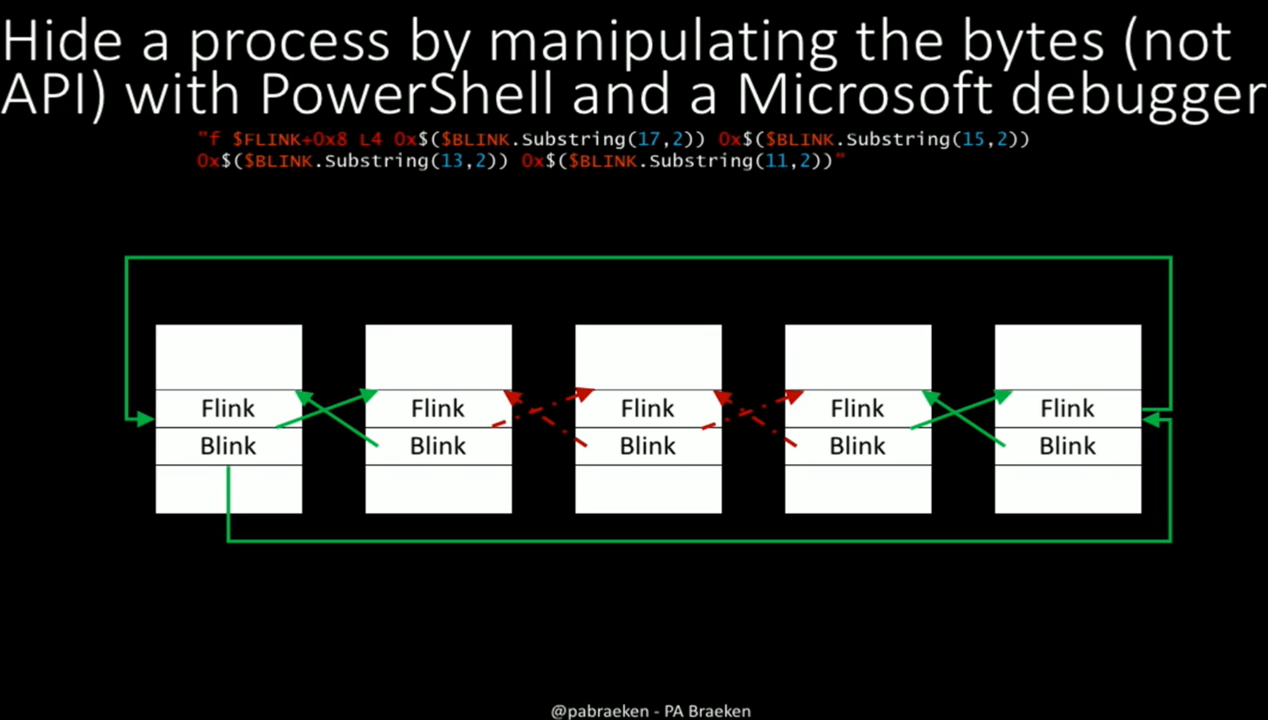 Hide a process by manipulating the bytes (not
API) with PowerShell and a Microsoft debugger
"f $FLINK+0x8 L4 0x$($BLINK.Substring(17,2)) 0x$($BLINK.Substring(15,2))
0x$($BLINK.Substring(13,2)) 0x$($BLINK.Substring(11,2))"
Flink Flink Flink Flink Flink
Blink Blink Blink Blink Blink
@pabraeken - PA Braeken